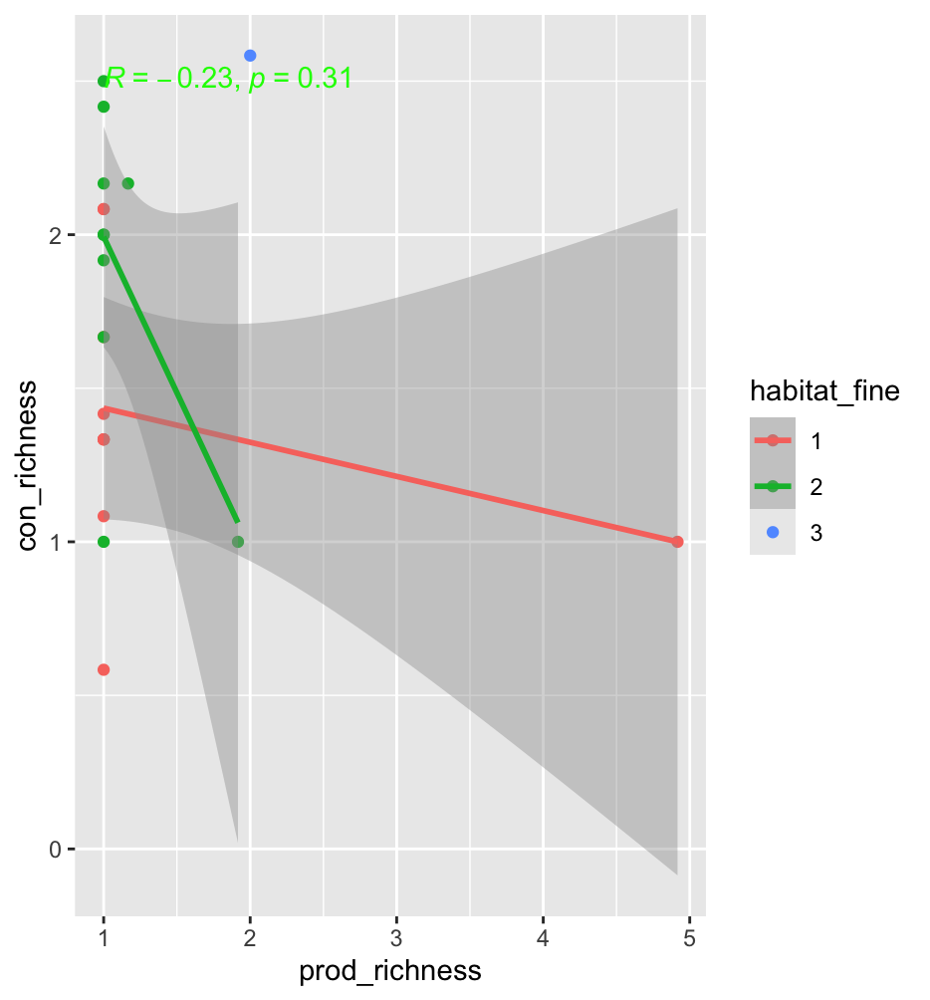 R = −0.23, p = 0.31
2
1
0
1 2 3 4 5
prod_richness
con_richness
habitat_fine
1
2
3